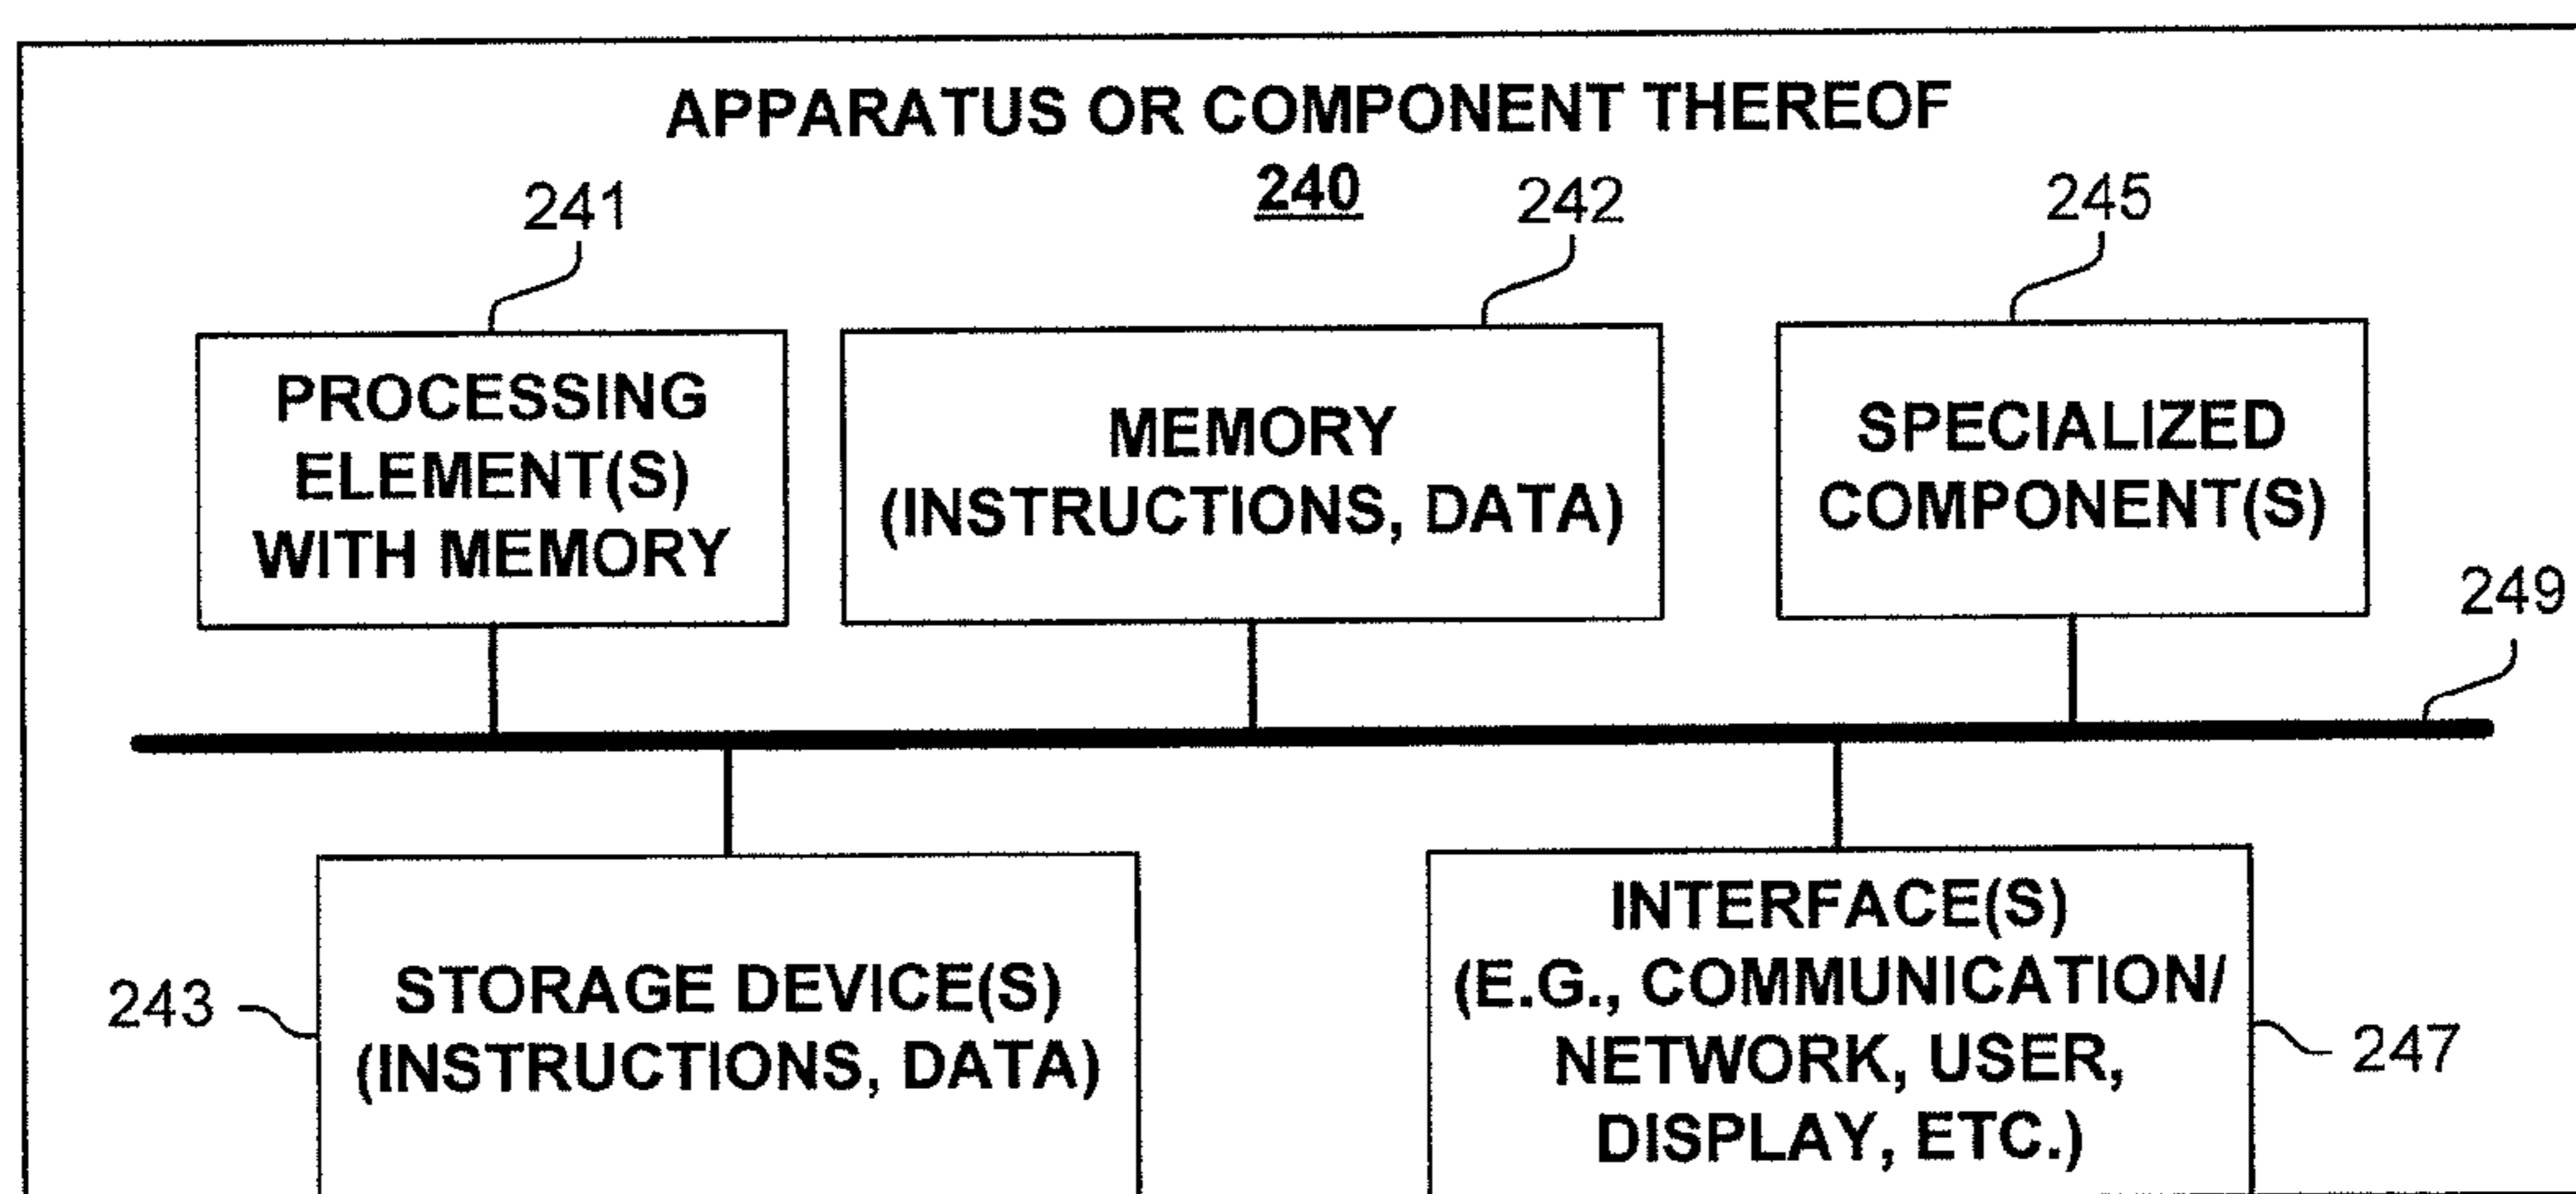 APPARATUS OR COMPONENT THEREOF
240
241
242
245
PROCESSING
ELEMENT(S)
WITH MEMORY
MEMORY
(INSTRUCTIONS, DATA)
SPECIALIZED
COMPONENT(S)
249
243
STORAGE DEVICE(S)
(INSTRUCTIONS, DATA)
INTERFACE(S)
(E.G., COMMUNICATION/
NETWORK, USER,
DISPLAY, ETC.)
247